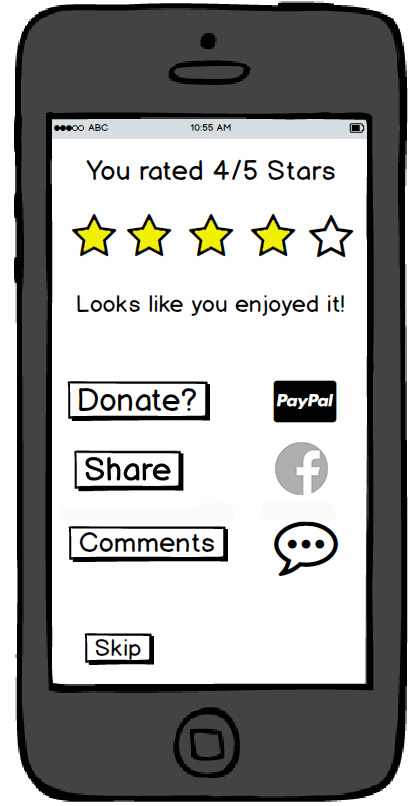 ABC 10:55 AM
You rated 4/5 Stars
Looks like you enjoyed it!
Donate? PayPal
Share f
Comments
Skip